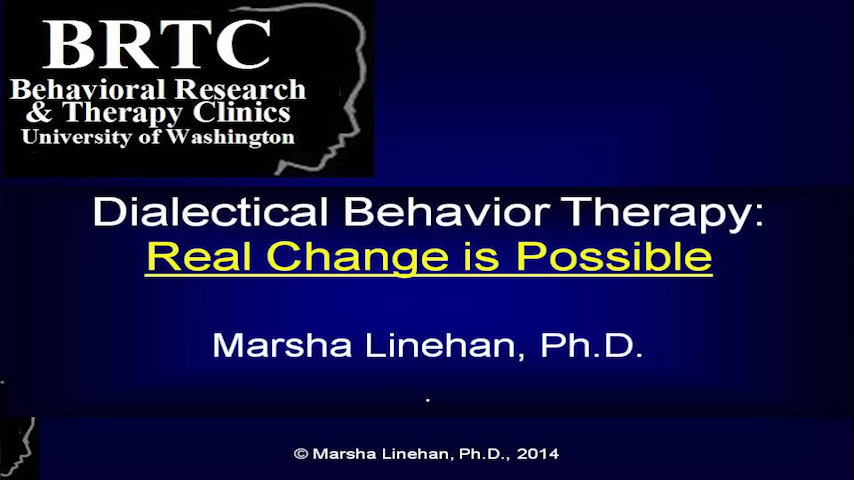 BRTC
Behavioral Research
& Therapy Clinics
University of Washington
Dialectical Behavior Therapy:
Real Change is Possible
Marsha Linehan, Ph.D.
.
© Marsha Linehan, Ph.D., 2014